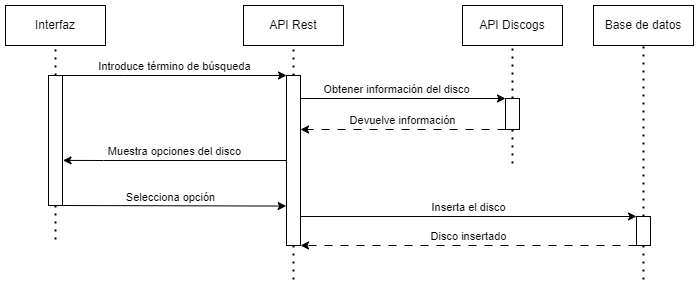 Interfaz
API Rest
API Discogs
Base de datos
Introduce término de búsqueda
Obtener información del disco
Devuelve información
Muestra opciones del disco
Selecciona opción
Inserta el disco
Disco insertado